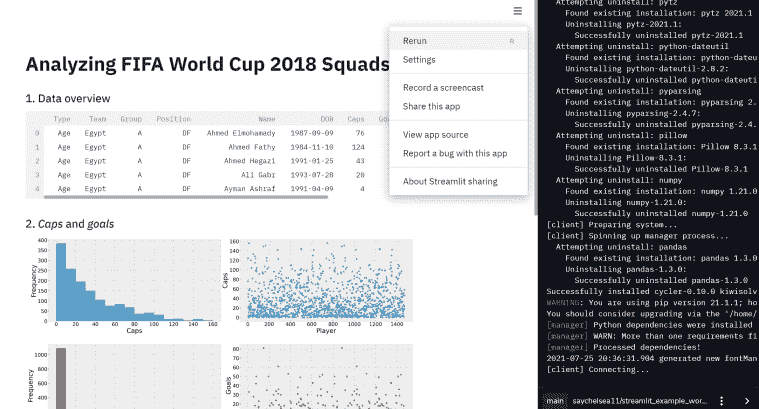 Analyzing FIFA World Cup 2018 Squads
1. Data overview
Type Team Group Position Name DOB Caps
0 Age Egypt A DF Ahmed Elmohamady 1987-09-09 76
1 Age Egypt A DF Ahmed Fathy 1984-11-10 124
2 Age Egypt A DF Ahmed Hegazi 1991-01-25 43
3 Age Egypt A DF Ali Gabr 1993-07-28 20
4 Age Egypt A DF Ayman Ashraf 1991-04-09 4
2. Caps and goals
400
350
300
250
200
150
100
50
0
Frequency
0 20 40 60 80 100 120 140 160
Caps
160
140
120
100
80
60
40
20
0
Caps
0 200 400 600 800 1000 1200 1400
Player
1000
800
600
400
Frequency
80
70
60
50
40
30
20
Goals
Rerun R
Settings
Record a screencast
Share this app
View app source
Report a bug with this app
About Streamlit sharing
Attempting uninstall: pytz
Found existing installation: pytz 2021.1
Uninstalling pytz-2021.1:
Successfully uninstalled pytz-2021.1
Attempting uninstall: python-dateutil
Found existing installation: python-dateu
Uninstalling python-dateutil-2.8.2:
Successfully uninstalled python-dateuti
Attempting uninstall: pyparsing
Found existing installation: pyparsing 2.
Uninstalling pyparsing-2.4.7:
Successfully uninstalled pyparsing-2.4.
Attempting uninstall: pillow
Found existing installation: Pillow 8.3.1
Uninstalling Pillow-8.3.1:
Successfully uninstalled Pillow-8.3.1
Attempting uninstall: numpy
Found existing installation: numpy 1.21.0
Uninstalling numpy-1.21.0:
Successfully uninstalled numpy-1.21.0
[client] Preparing system...
[client] Spinning up manager process...
Attempting uninstall: pandas
Found existing installation: pandas 1.3.0
Uninstalling pandas-1.3.0:
Successfully uninstalled pandas-1.3.0
Successfully installed cycler-0.10.0 kiwisolv
WARNING: You are using pip version 21.1.1; ho
You should consider upgrading via the '/home/
[manager] Python dependencies were installed
[manager] WARN: More than one requirements fi
[manager] Processed dependencies!
2021-07-25 20:36:31.904 generated new fontMan
[client] Connecting...
main saychelsea11/streamlit_example_wor...